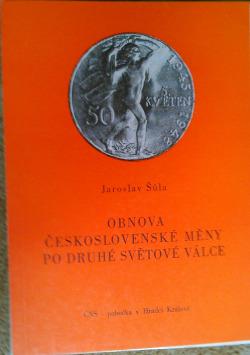 1945
5.
KVĚTEN
50
1948
Jaroslav Šůla
OBNOVA
ČESKOSLOVENSKÉ MĚNY
PO DRUHÉ SVĚTOVÉ VÁLCE
ČNS - pobočka v Hradci Králové